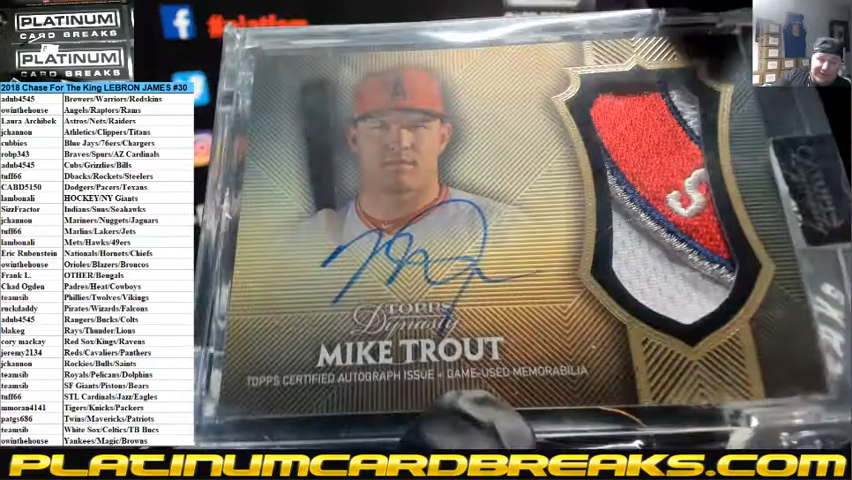 PLATINUM
CARD BREAKS
PLATINUM
CARD BREAKS
2018 Chase For The King LEBRON JAMES #30
adub4545 Brewers/Warriors/Redskins
owinthehouse Angels/Raptors/Rams
Laura Archibek Astros/Nets/Raiders
jchannon Athletics/Clippers/Titans
cubbies Blue Jays/76ers/Chargers
robp343 Braves/Spurs/AZ Cardinals
adub4545 Cubs/Grizzlies/Bills
tuff66 Dbacks/Rockets/Steelers
CABD5150 Dodgers/Pacers/Texans
lambonali HOCKEY/NY Giants
SizzFractor Indians/Suns/Seahawks
jchannon Mariners/Nuggets/Jaguars
tuff66 Marlins/Lakers/Jets
lambonali Mets/Hawks/49ers
Eric Rubenstein Nationals/Hornets/Chiefs
owinthehouse Orioles/Blazers/Broncos
Frank L. OTHER/Bengals
Chad Ogden Padres/Heat/Cowboys
teamsib Phillies/Twolves/Vikings
ruckdaddy Pirates/Wizards/Falcons
adub4545 Rangers/Bucks/Colts
blakeg Rays/Thunder/Lions
cory mackay Red Sox/Kings/Ravens
jeremy2134 Reds/Cavaliers/Panthers
jchannon Rockies/Bulls/Saints
teamsib Royals/Pelicans/Dolphins
teamsib SF Giants/Pistons/Bears
tuff66 STL Cardinals/Jazz/Eagles
mmoran4141 Tigers/Knicks/Packers
patgs686 Twins/Mavericks/Patriots
teamsib White Sox/Celtics/TB Bucs
owinthehouse Yankees/Magic/Browns
TOPPS
Dynasty
MIKE TROUT
TOPPS CERTIFIED AUTOGRAPH ISSUE • GAME-USED MEMORABILIA
PLATINUMCARDBREAKS.COM